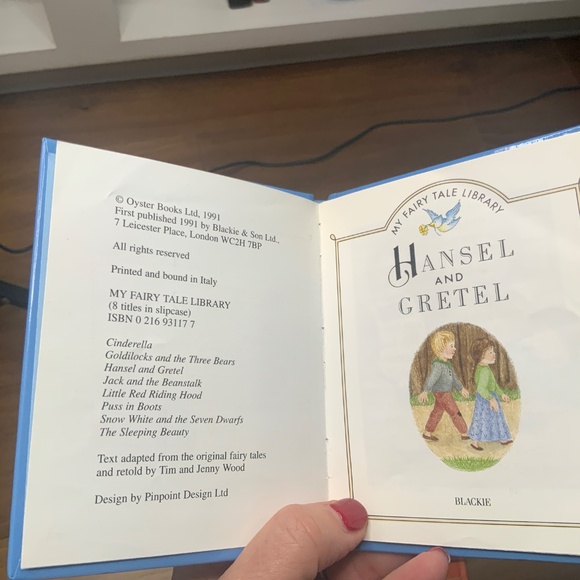 © Oyster Books Ltd, 1991
First published 1991 by Blackie & Son Ltd.,
7 Leicester Place, London WC2H 7BP
All rights reserved
Printed and bound in Italy
MY FAIRY TALE LIBRARY
(8 titles in slipcase)
ISBN 0 216 93117 7
Cinderella
Goldilocks and the Three Bears
Hansel and Gretel
Jack and the Beanstalk
Little Red Riding Hood
Puss in Boots
Snow White and the Seven Dwarfs
The Sleeping Beauty
Text adapted from the original fairy tales
and retold by Tim and Jenny Wood
Design by Pinpoint Design Ltd
MY FAIRY TALE LIBRARY
HANSEL
AND
GRETEL
BLACKIE